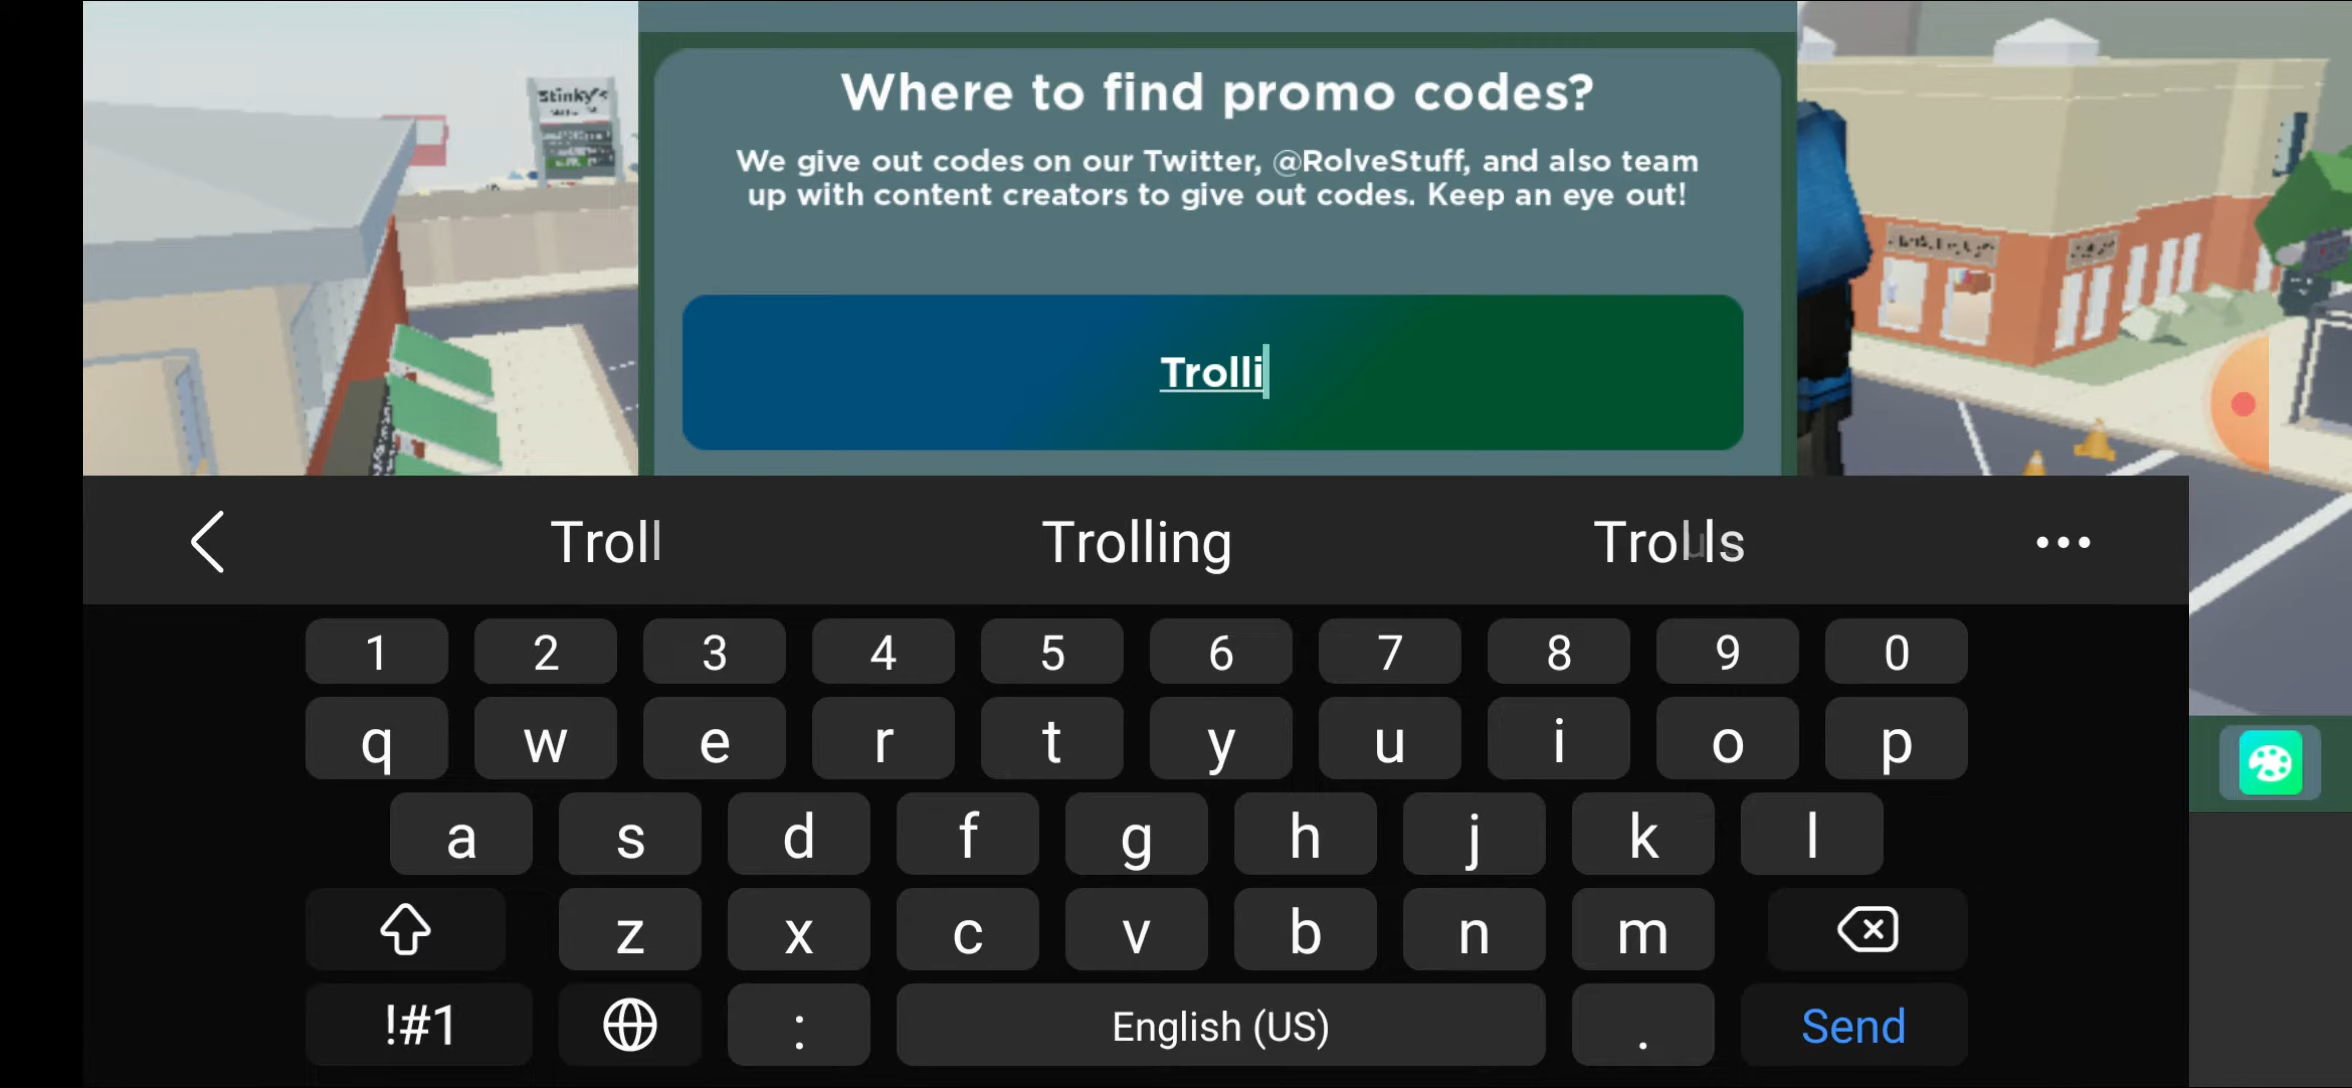 Stinky's
Where to find promo codes?
We give out codes on our Twitter, @RolveStuff, and also team
up with content creators to give out codes. Keep an eye out!
Trolli
Troll Trolling Trolls
1 2 3 4 5 6 7 8 9 0
q w e r t y u i o p
a s d f g h j k l
z x c v b n m
!#1 : English (US) . Send